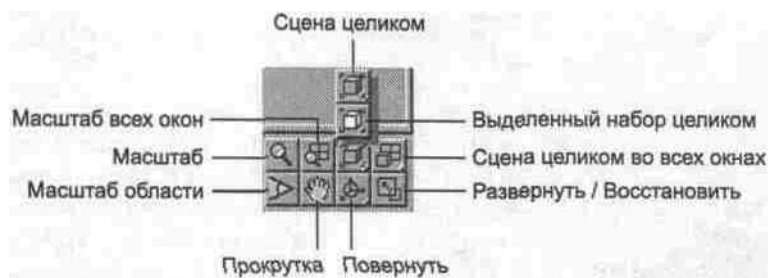 Сцена целиком
Масштаб всех окон
Выделенный набор целиком
Масштаб
Сцена целиком во всех окнах
Масштаб области
Развернуть / Восстановить
Прокрутка
Повернуть